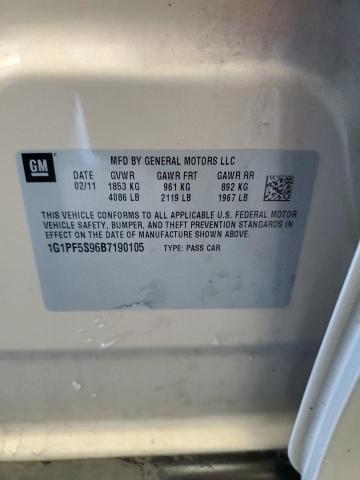 GM
MFD BY GENERAL MOTORS LLC
DATE GVWR GAWR FRT GAWR RR
02/11 1853 KG 961 KG 892 KG
4086 LB 2119 LB 1967 LB
THIS VEHICLE CONFORMS TO ALL APPLICABLE U.S. FEDERAL MOTOR
VEHICLE SAFETY, BUMPER, AND THEFT PREVENTION STANDARDS IN
EFFECT ON THE DATE OF MANUFACTURE SHOWN ABOVE.
1G1PF5S96B7190105 TYPE: PASS CAR